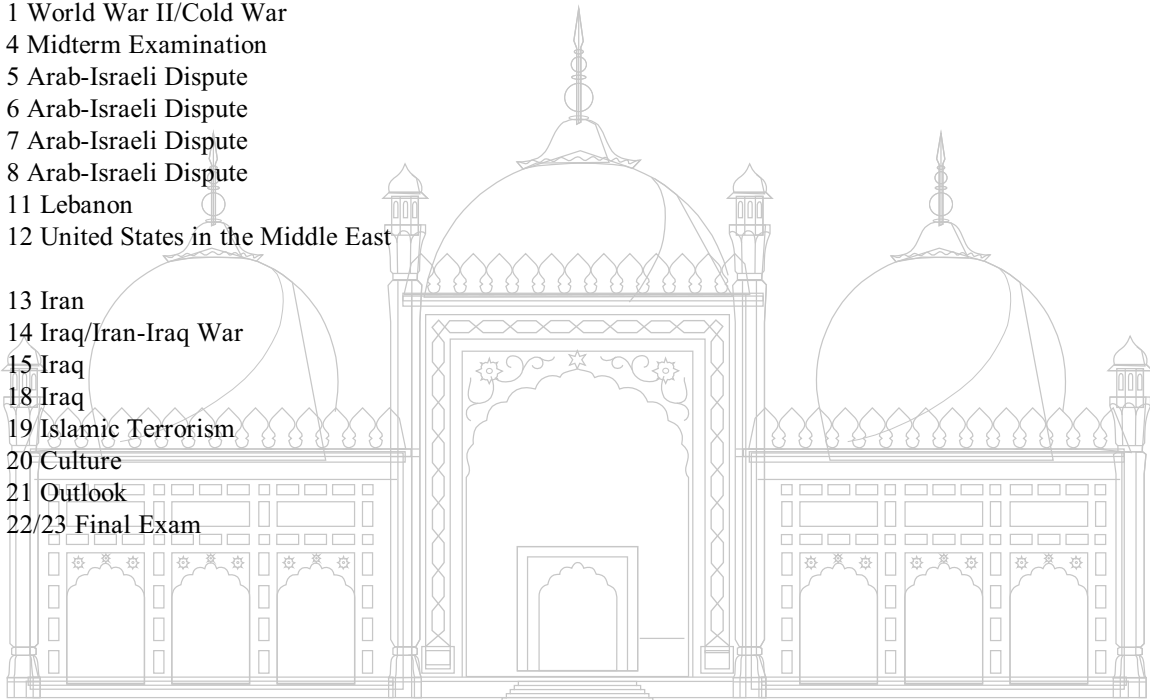 1 World War II/Cold War
4 Midterm Examination
5 Arab-Israeli Dispute
6 Arab-Israeli Dispute
7 Arab-Israeli Dispute
8 Arab-Israeli Dispute
11 Lebanon
12 United States in the Middle East
13 Iran
14 Iraq/Iran-Iraq War
15 Iraq
18 Iraq
19 Islamic Terrorism
20 Culture
21 Outlook
22/23 Final Exam